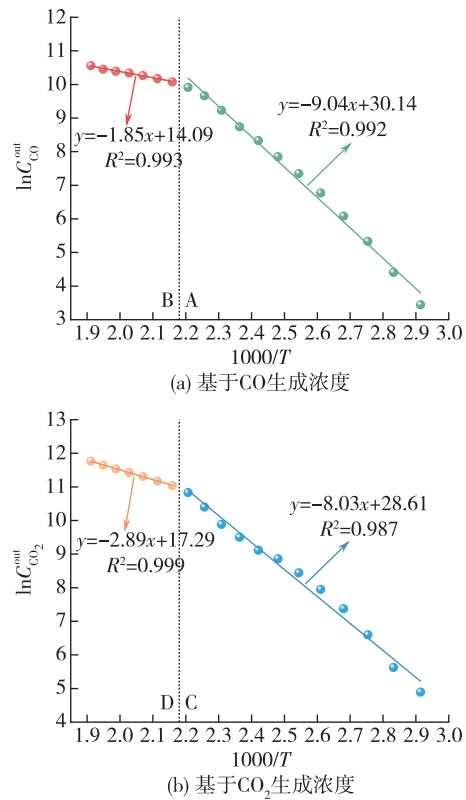 11
10
9
8
7
6
5
4
3
lnC_CO^out
y=−1.85x+14.09
R²=0.993
y=−9.04x+30.14
R²=0.992
B A
1.9 2.0 2.1 2.2 2.3 2.4 2.5 2.6 2.7 2.8 2.9 3.0
1000/T
(a) 基于CO生成浓度
13
12
11
10
9
8
7
6
5
4
lnC_CO₂^out
y=−2.89x+17.29
R²=0.999
y=−8.03x+28.61
R²=0.987
D C
1.9 2.0 2.1 2.2 2.3 2.4 2.5 2.6 2.7 2.8 2.9 3.0
1000/T
(b) 基于CO₂生成浓度